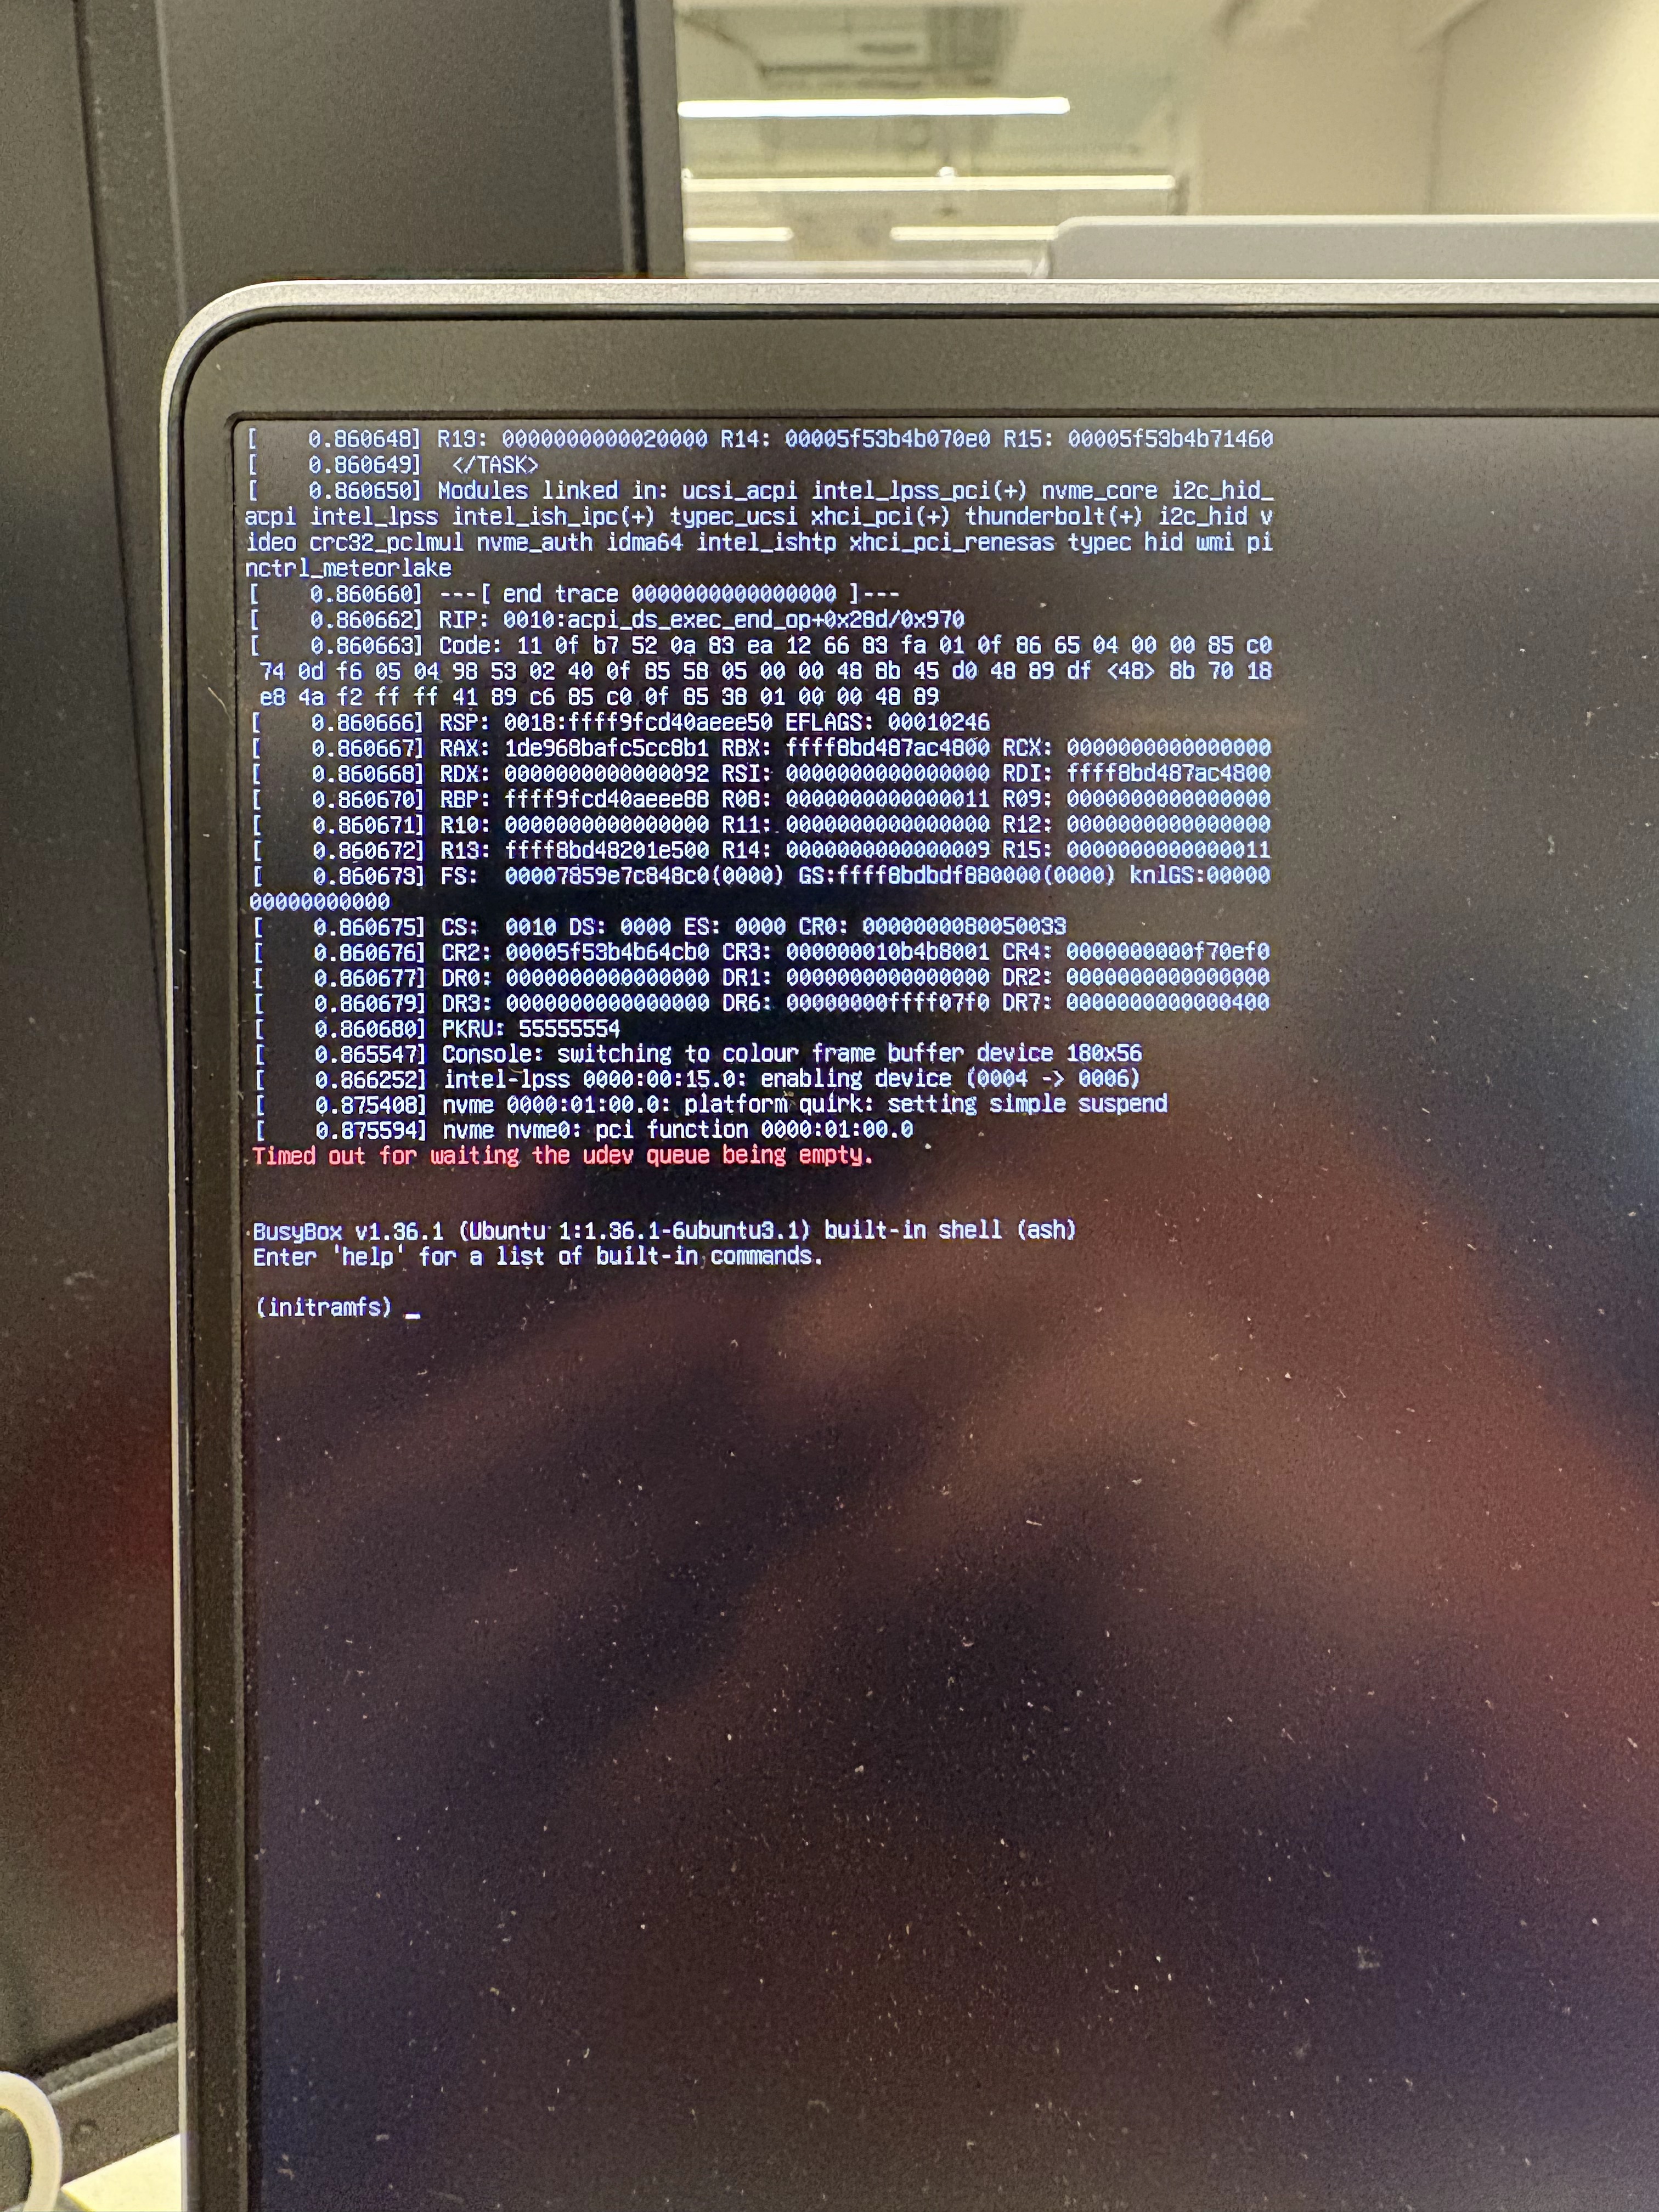 [    0.860648] R13: 0000000000020000 R14: 00005f53b4b070e0 R15: 00005f53b4b71460
[    0.860649]  </TASK>
[    0.860650] Modules linked in: ucsi_acpi intel_lpss_pci(+) nvme_core i2c_hid_
acpi intel_lpss intel_ish_ipc(+) typec_ucsi xhci_pci(+) thunderbolt(+) i2c_hid v
ideo crc32_pclmul nvme_auth idma64 intel_ishtp xhci_pci_renesas typec hid wmi pi
nctrl_meteorlake
[    0.860660] ---[ end trace 0000000000000000 ]---
[    0.860662] RIP: 0010:acpi_ds_exec_end_op+0x28d/0x970
[    0.860663] Code: 11 0f b7 52 0a 83 ea 12 66 83 fa 01 0f 86 65 04 00 00 85 c0
74 0d f6 05 04 98 53 02 40 0f 85 58 05 00 00 48 8b 45 d0 48 89 df <48> 8b 70 18
e8 4a f2 ff ff 41 89 c6 85 c0 0f 85 38 01 00 00 48 89
[    0.860666] RSP: 0018:ffff9fcd40aeee50 EFLAGS: 00010246
[    0.860667] RAX: 1de968bafc5cc8b1 RBX: ffff8bd487ac4800 RCX: 0000000000000000
[    0.860668] RDX: 0000000000000092 RSI: 0000000000000000 RDI: ffff8bd487ac4800
[    0.860670] RBP: ffff9fcd40aeee88 R08: 0000000000000011 R09: 0000000000000000
[    0.860671] R10: 0000000000000000 R11: 0000000000000000 R12: 0000000000000000
[    0.860672] R13: ffff8bd48201e500 R14: 0000000000000009 R15: 0000000000000011
[    0.860673] FS:  00007859e7c848c0(0000) GS:ffff8bdbdf880000(0000) knlGS:00000
00000000000
[    0.860675] CS:  0010 DS: 0000 ES: 0000 CR0: 0000000080050033
[    0.860676] CR2: 00005f53b4b64cb0 CR3: 000000010b4b8001 CR4: 0000000000f70ef0
[    0.860677] DR0: 0000000000000000 DR1: 0000000000000000 DR2: 0000000000000000
[    0.860679] DR3: 0000000000000000 DR6: 00000000ffff07f0 DR7: 0000000000000400
[    0.860680] PKRU: 55555554
[    0.865547] Console: switching to colour frame buffer device 180x56
[    0.866252] intel-lpss 0000:00:15.0: enabling device (0004 -> 0006)
[    0.875408] nvme 0000:01:00.0: platform quirk: setting simple suspend
[    0.875594] nvme nvme0: pci function 0000:01:00.0
Timed out for waiting the udev queue being empty.
BusyBox v1.36.1 (Ubuntu 1:1.36.1-6ubuntu3.1) built-in shell (ash)
Enter 'help' for a list of built-in commands.
(initramfs) _